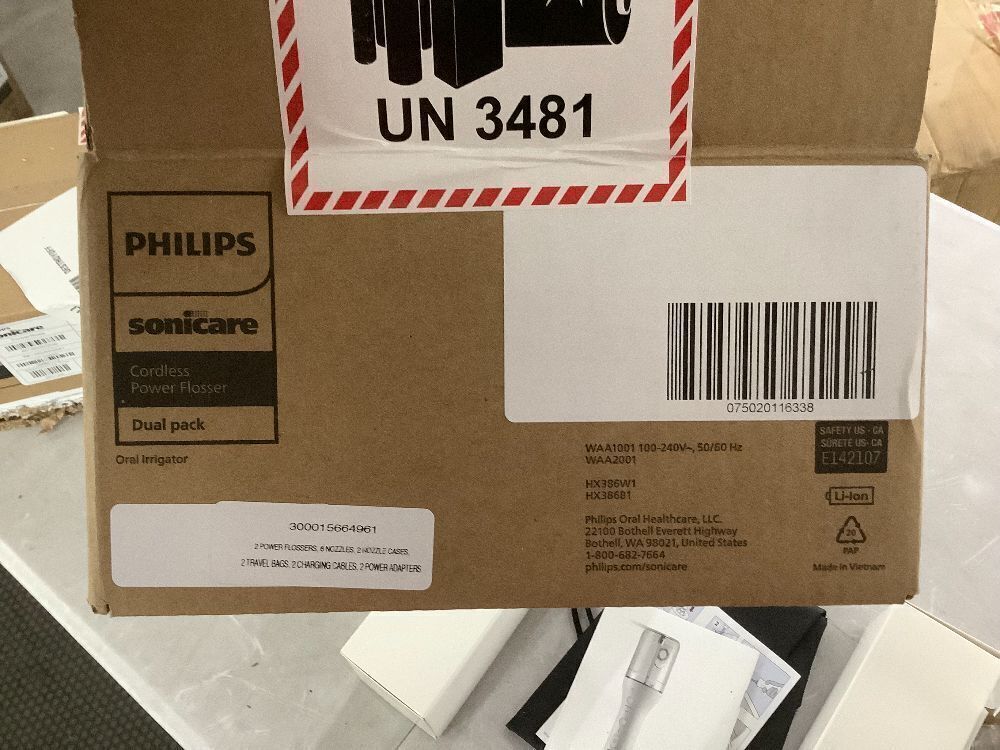 UN 3481
PHILIPS
sonicare
Cordless
Power Flosser
Dual pack
Oral Irrigator
075020116338
WAA1001 100-240V~, 50/60 Hz
WAA2001
HX386W1
HX386B1
Philips Oral Healthcare, LLC.
22100 Bothell Everett Highway
Bothell, WA 98021, United States
1-800-682-7664
philips.com/sonicare
SAFETY US - CA
SÛRETÉ US- CA
E142107
Li-Ion
20
PAP
Made in Vietnam
300015664961
2 POWER FLOSSERS, 6 NOZZLES, 2 NOZZLE CASES,
2 TRAVEL BAGS, 2 CHARGING CABLES, 2 POWER ADAPTERS